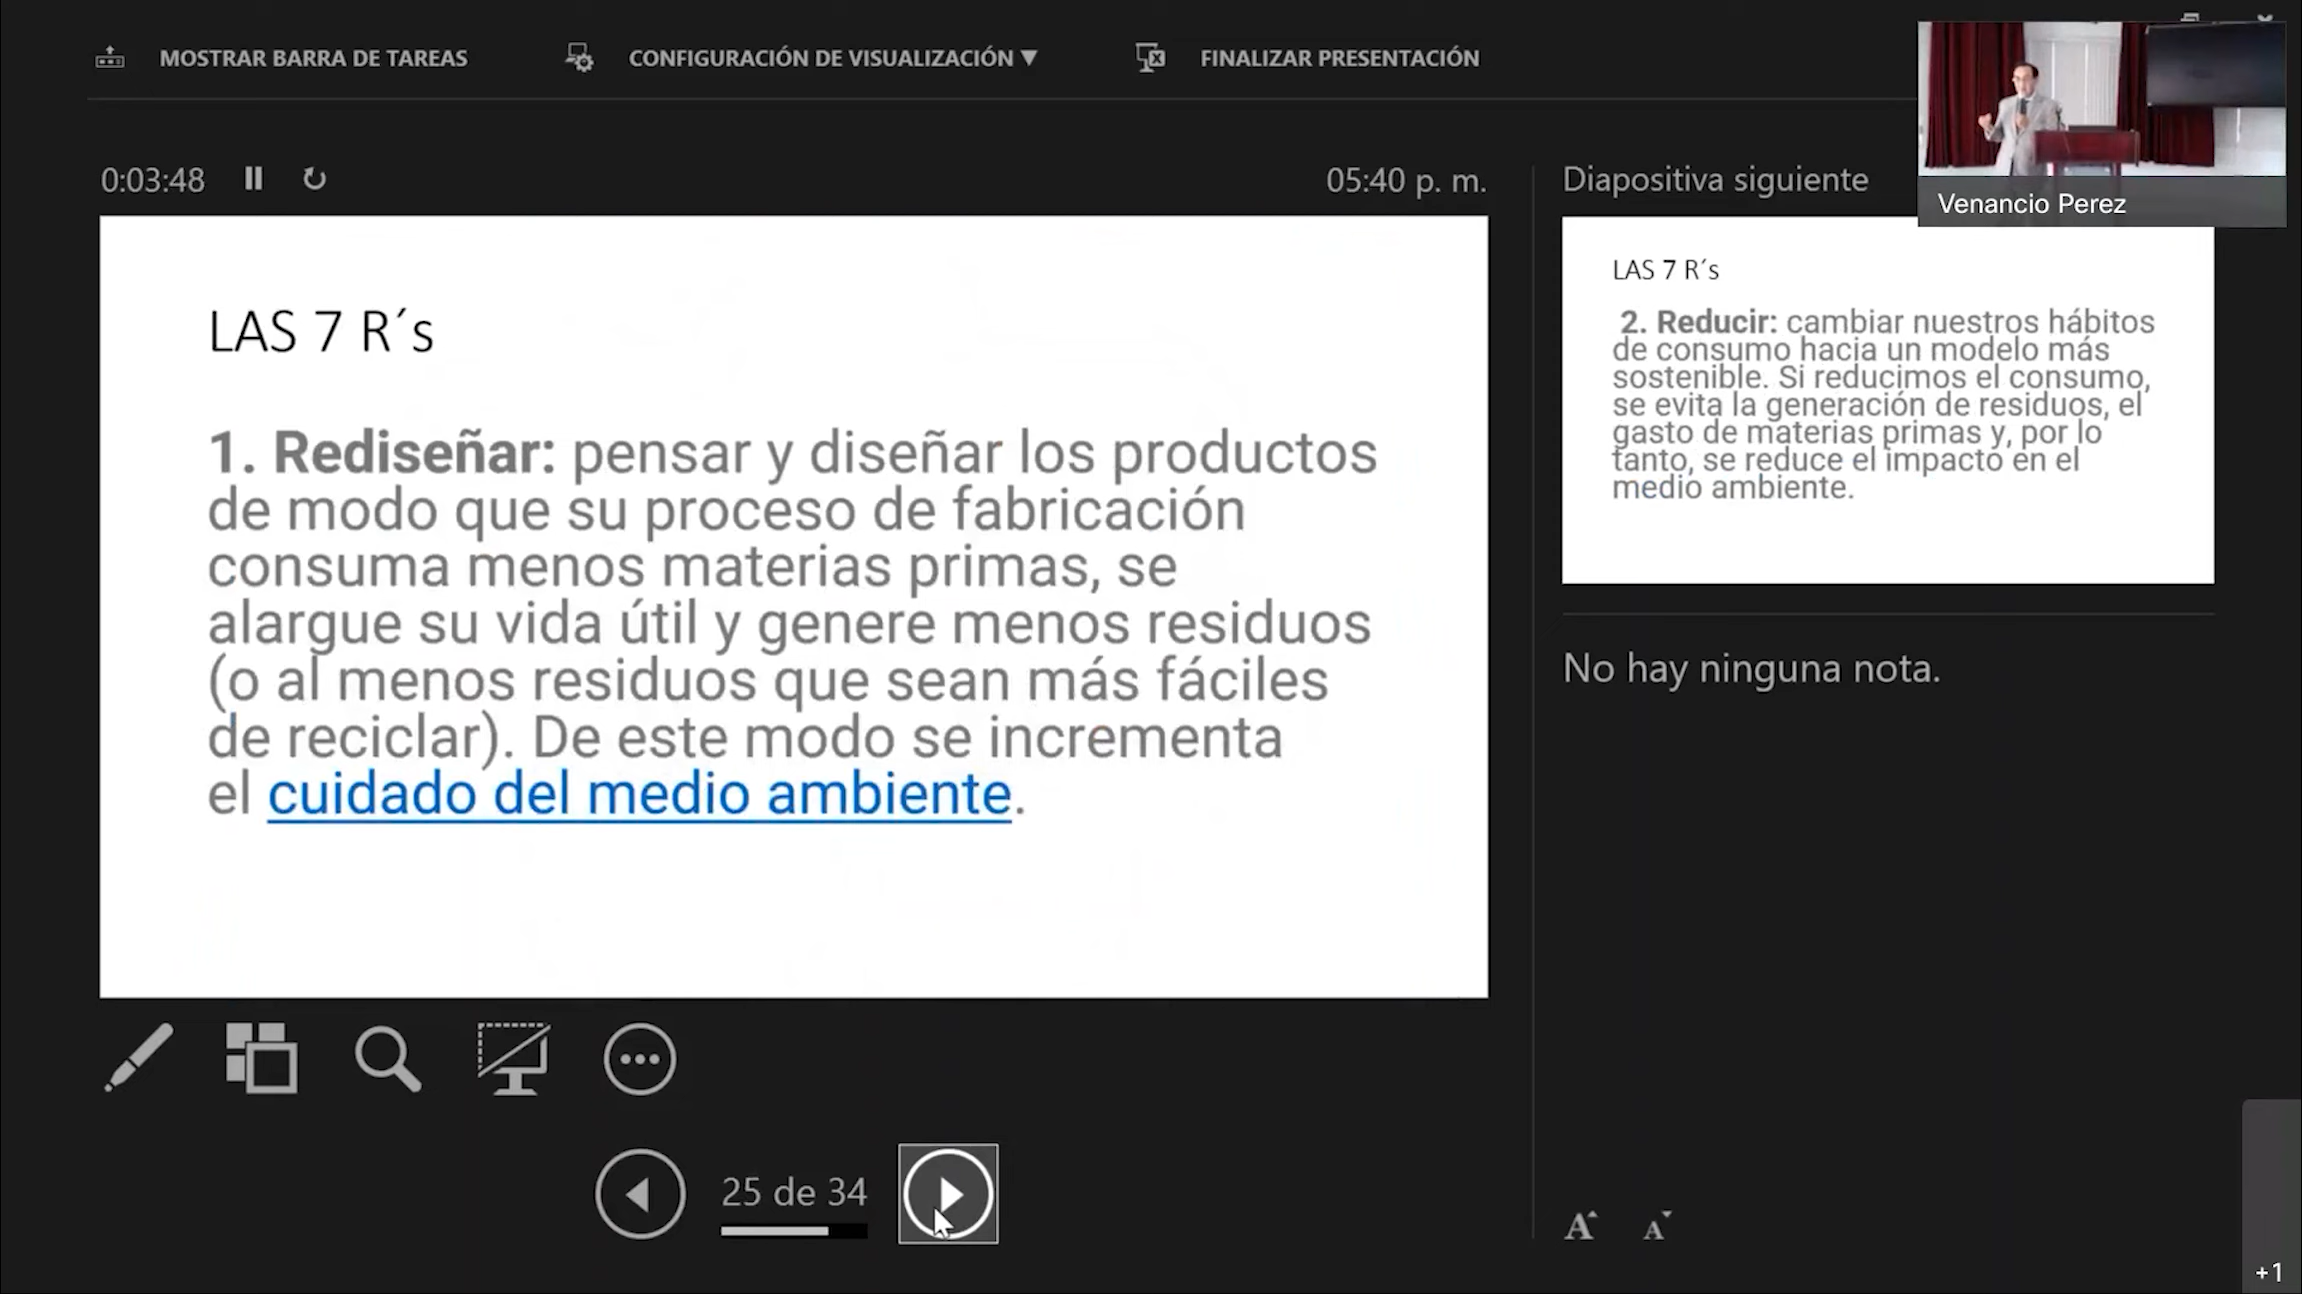 MOSTRAR BARRA DE TAREAS
CONFIGURACIÓN DE VISUALIZACIÓN ▼
FINALIZAR PRESENTACIÓN
Venancio Perez
0:03:48
05:40 p. m.
LAS 7 R´s
1. Rediseñar: pensar y diseñar los productos
de modo que su proceso de fabricación
consuma menos materias primas, se
alargue su vida útil y genere menos residuos
(o al menos residuos que sean más fáciles
de reciclar). De este modo se incrementa
el cuidado del medio ambiente.
25 de 34
Diapositiva siguiente
LAS 7 R´s
2. Reducir: cambiar nuestros hábitos
de consumo hacia un modelo más
sostenible. Si reducimos el consumo,
se evita la generación de residuos, el
gasto de materias primas y, por lo
tanto, se reduce el impacto en el
medio ambiente.
No hay ninguna nota.
A A
+1